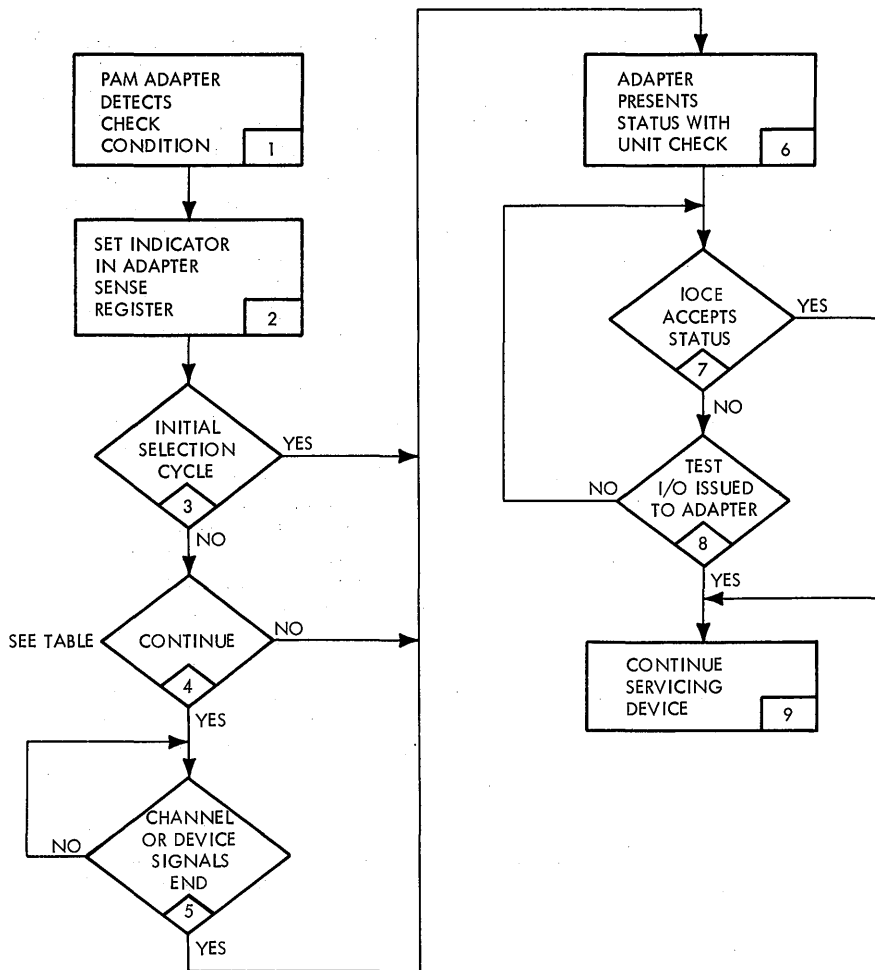 PAM ADAPTER
DETECTS
CHECK
CONDITION
1
SET INDICATOR
IN ADAPTER
SENSE
REGISTER
2
INITIAL
SELECTION
CYCLE
3
YES
NO
SEE TABLE
CONTINUE
4
NO
YES
CHANNEL
OR DEVICE
SIGNALS
END
5
NO
YES
ADAPTER
PRESENTS
STATUS WITH
UNIT CHECK
6
IOCE
ACCEPTS
STATUS
7
YES
NO
TEST
I/O ISSUED
TO ADAPTER
8
NO
YES
CONTINUE
SERVICING
DEVICE
9